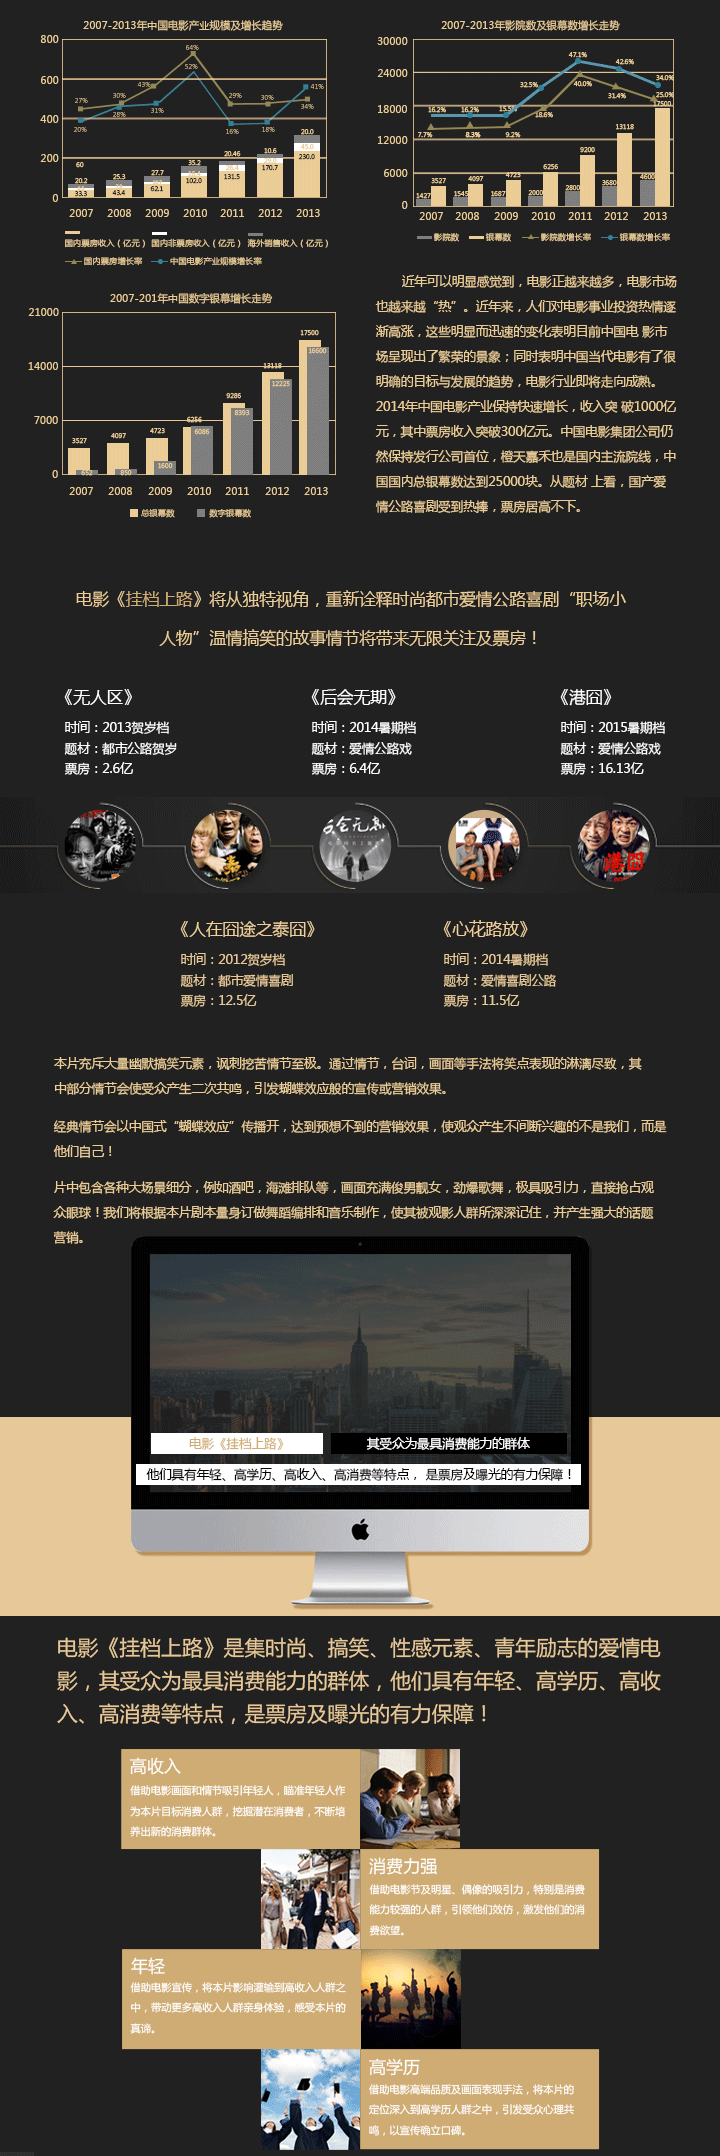 2007-2013年中国电影产业规模及增长趋势
800
600
400
200
0
27%
30%
43%
64%
29%
30%
34%
20%
28%
31%
52%
16%
18%
41%
60
20.2
25.3
27.7
35.2
20.46
10.6
20.0
45.0
33.3
43.4
62.1
102.0
131.5
170.7
230.0
2007 2008 2009 2010 2011 2012 2013
国内票房收入（亿元） 国内非票房收入（亿元） 海外销售收入（亿元）
国内票房增长率 中国电影产业规模增长率
2007-2013年影院数及银幕数增长走势
30000
24000
18000
12000
6000
0
16.2%
16.2%
15.5%
32.5%
47.1%
42.6%
34.0%
7.7%
8.3%
9.2%
18.6%
40.0%
31.4%
25.0%
3527
4097
4723
6256
9200
13118
17500
1427
1545
1687
2000
2800
3680
4600
2007 2008 2009 2010 2011 2012 2013
影院数 银幕数 影院数增长率 银幕数增长率
2007-201年中国数字银幕增长走势
21000
14000
7000
0
3527
4097
4723
6256
9286
13118
17500
1600
6086
8393
12225
16600
2007 2008 2009 2010 2011 2012 2013
总银幕数 数字银幕数
近年可以明显感觉到，电影正越来越多，电影市场
也越来越“热”。近年来，人们对电影事业投资热情逐
渐高涨，这些明显而迅速的变化表明目前中国电 影市
场呈现出了繁荣的景象；同时表明中国当代电影有了很
明确的目标与发展的趋势，电影行业即将走向成熟。
2014年中国电影产业保持快速增长，收入突 破1000亿
元，其中票房收入突破300亿元。中国电影集团公司仍
然保持发行公司首位，橙天嘉禾也是国内主流院线，中
国国内总银幕数达到25000块。从题材 上看，国产爱
情公路喜剧受到热捧，票房居高不下。
电影《挂档上路》将从独特视角，重新诠释时尚都市爱情公路喜剧“职场小
人物”温情搞笑的故事情节将带来无限关注及票房！
《无人区》
时间：2013贺岁档
题材：都市公路贺岁
票房：2.6亿
《后会无期》
时间：2014暑期档
题材：爱情公路戏
票房：6.4亿
《港囧》
时间：2015暑期档
题材：爱情公路戏
票房：16.13亿
港囧
《人在囧途之泰囧》
时间：2012贺岁档
题材：都市爱情喜剧
票房：12.5亿
《心花路放》
时间：2014暑期档
题材：爱情喜剧公路
票房：11.5亿
本片充斥大量幽默搞笑元素，讽刺挖苦情节至极。通过情节，台词，画面等手法将笑点表现的淋漓尽致，其
中部分情节会使受众产生二次共鸣，引发蝴蝶效应般的宣传或营销效果。
经典情节会以中国式“蝴蝶效应”传播开，达到预想不到的营销效果，使观众产生不间断兴趣的不是我们，而是
他们自己！
片中包含各种大场景细分，例如酒吧，海滩排队等，画面充满俊男靓女，劲爆歌舞，极具吸引力，直接抢占观
众眼球！我们将根据本片剧本量身订做舞蹈编排和音乐制作，使其被观影人群所深深记住，并产生强大的话题
营销。
电影《挂档上路》
其受众为最具消费能力的群体
他们具有年轻、高学历、高收入、高消费等特点， 是票房及曝光的有力保障！
电影《挂档上路》是集时尚、搞笑、性感元素、青年励志的爱情电
影，其受众为最具消费能力的群体，他们具有年轻、高学历、高收
入、高消费等特点，是票房及曝光的有力保障！
高收入
借助电影画面和情节吸引年轻人，瞄准年轻人作
为本片目标消费人群，挖掘潜在消费者，不断培
养出新的消费群体。
消费力强
借助电影节及明星、偶像的吸引力，特别是消费
能力较强的人群，引领他们效仿，激发他们的消
费欲望。
年轻
借助电影宣传，将本片影响灌输到高收入人群之
中，带动更多高收入人群亲身体验，感受本片的
真谛。
高学历
借助电影高端品质及画面表现手法，将本片的
定位深入到高学历人群之中，引发受众心理共
鸣，以宣传确立口碑。